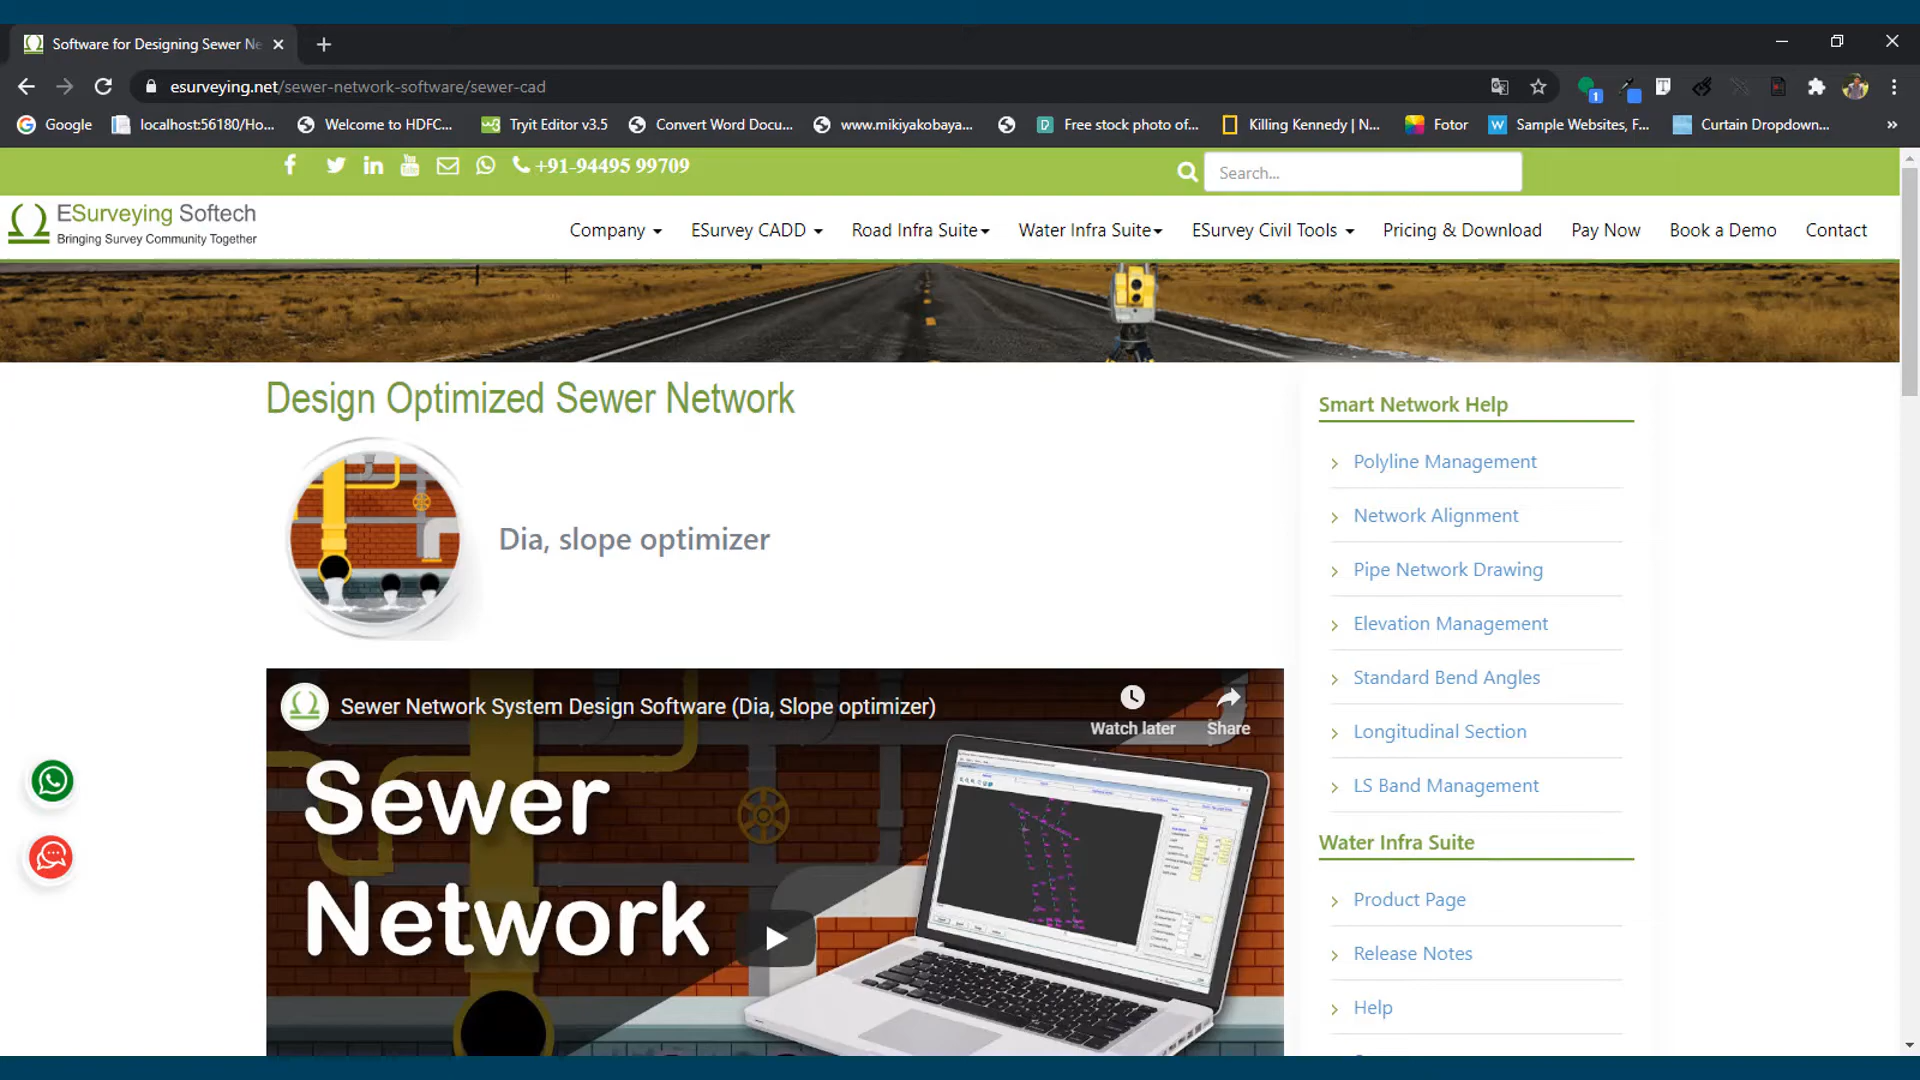 Software for Designing Sewer Ne
esurveying.net/sewer-network-software/sewer-cad
1
Google
localhost:56180/Ho...
Welcome to HDFC...
Tryit Editor v3.5
Convert Word Docu...
www.mikiyakobaya...
Free stock photo of...
Killing Kennedy | N...
Fotor
Sample Websites, F...
Curtain Dropdown...
+91-94495 99709
Search...
ESurveying Softech
Bringing Survey Community Together
Company
ESurvey CADD
Road Infra Suite
Water Infra Suite
ESurvey Civil Tools
Pricing & Download
Pay Now
Book a Demo
Contact
Design Optimized Sewer Network
Dia, slope optimizer
Sewer Network System Design Software (Dia, Slope optimizer)
Watch later
Share
Sewer
Network
Smart Network Help
Polyline Management
Network Alignment
Pipe Network Drawing
Elevation Management
Standard Bend Angles
Longitudinal Section
LS Band Management
Water Infra Suite
Product Page
Release Notes
Help